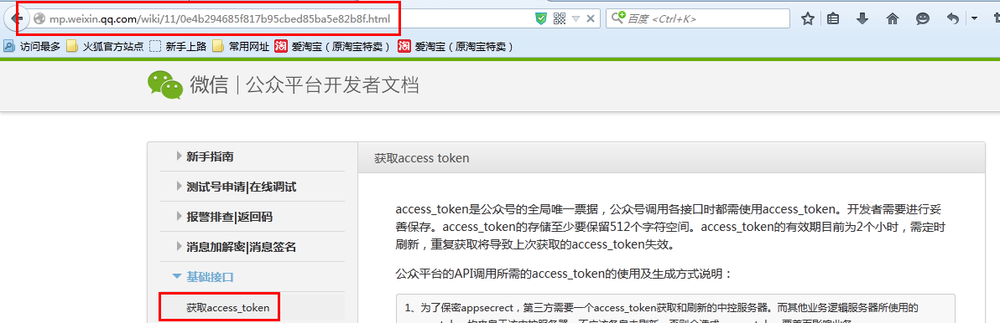 mp.weixin.qq.com/wiki/11/0e4b294685f817b95cbed85ba5e82b8f.html
百度 <Ctrl+K>
访问最多 火狐官方站点 新手上路 常用网址 淘 爱淘宝（原淘宝特卖） 淘 爱淘宝（原淘宝特卖）
微信 | 公众平台开发者文档
新手指南
测试号申请|在线调试
报警排查|返回码
消息加解密|消息签名
基础接口
获取access_token
获取access token
access_token是公众号的全局唯一票据，公众号调用各接口时都需使用access_token。开发者需要进行妥
善保存。access_token的存储至少要保留512个字符空间。access_token的有效期目前为2个小时，需定时
刷新，重复获取将导致上次获取的access_token失效。
公众平台的API调用所需的access_token的使用及生成方式说明：
1、为了保密appsecrect，第三方需要一个access_token获取和刷新的中控服务器。而其他业务逻辑服务器所使用的